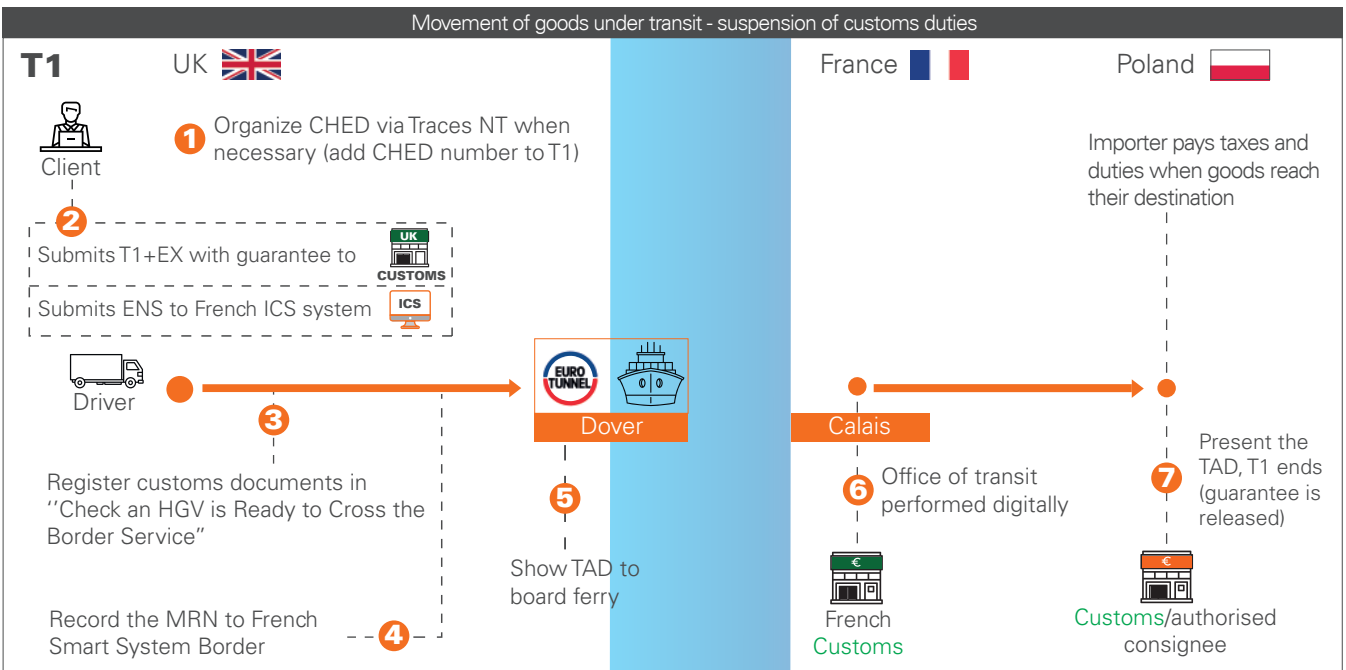 Movement of goods under transit - suspension of customs duties
T1
UK
France
Poland
Client
1
Organize CHED via Traces NT when
necessary (add CHED number to T1)
2
Submits T1+EX with guarantee to
UK
CUSTOMS
Submits ENS to French ICS system
ICS
Driver
3
Register customs documents in
‘’Check an HGV is Ready to Cross the
Border Service”
Record the MRN to French
Smart System Border
4
EURO
TUNNEL
Dover
5
Show TAD to
board ferry
Calais
6
Office of transit
performed digitally
€
French
Customs
Importer pays taxes and
duties when goods reach
their destination
7
Present the
TAD, T1 ends
(guarantee is
released)
€
Customs/authorised
consignee